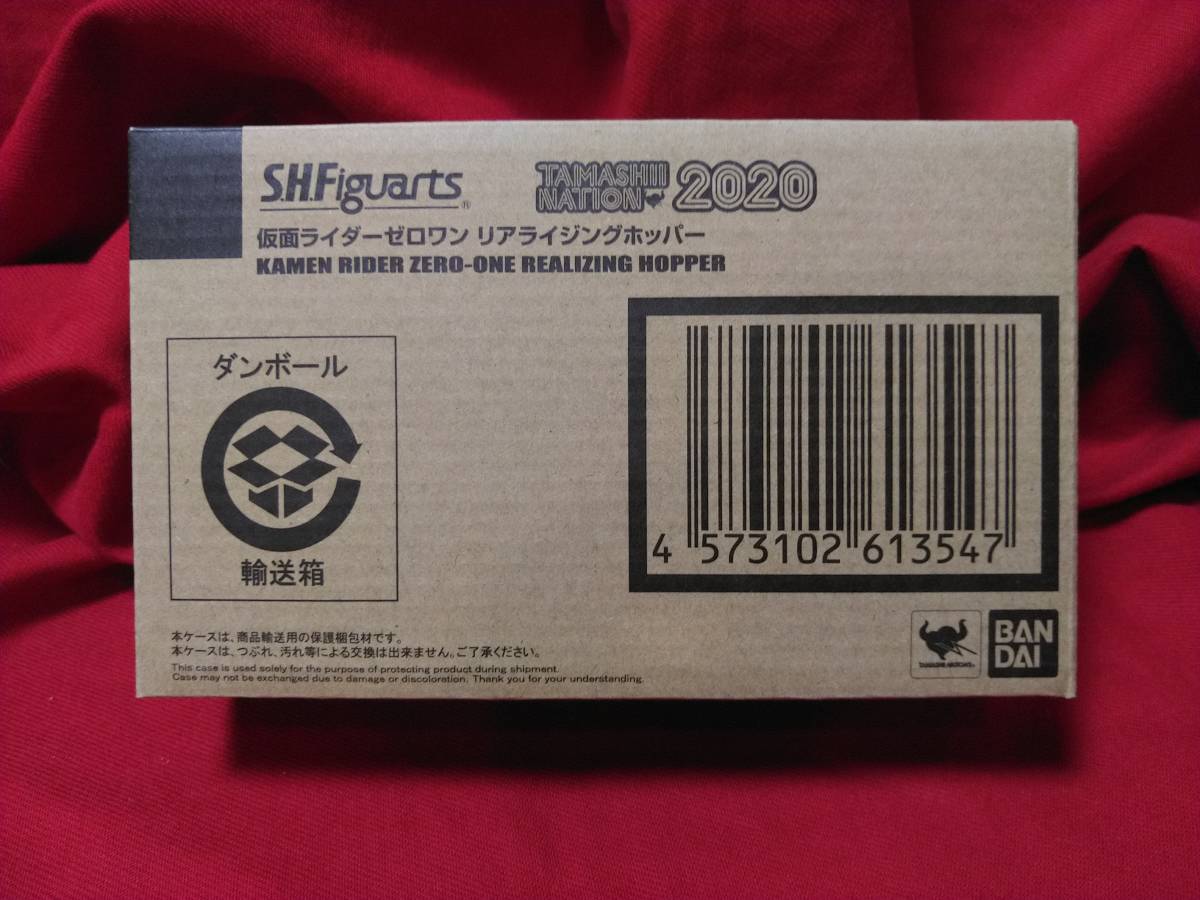 S.H.Figuarts®
TAMASHII NATION 2020
仮面ライダーゼロワン リアライジングホッパー
KAMEN RIDER ZERO-ONE REALIZING HOPPER
ダンボール
輸送箱
4 573102 613547
本ケースは、商品輸送用の保護梱包材です。
本ケースは、つぶれ、汚れ等による交換は出来ません。ご了承ください。
This case is used solely for the purpose of protecting product during shipment.
Case may not be exchanged due to damage or discoloration. Thank you for your understanding.
TAMASHII NATIONS
BAN
DAI